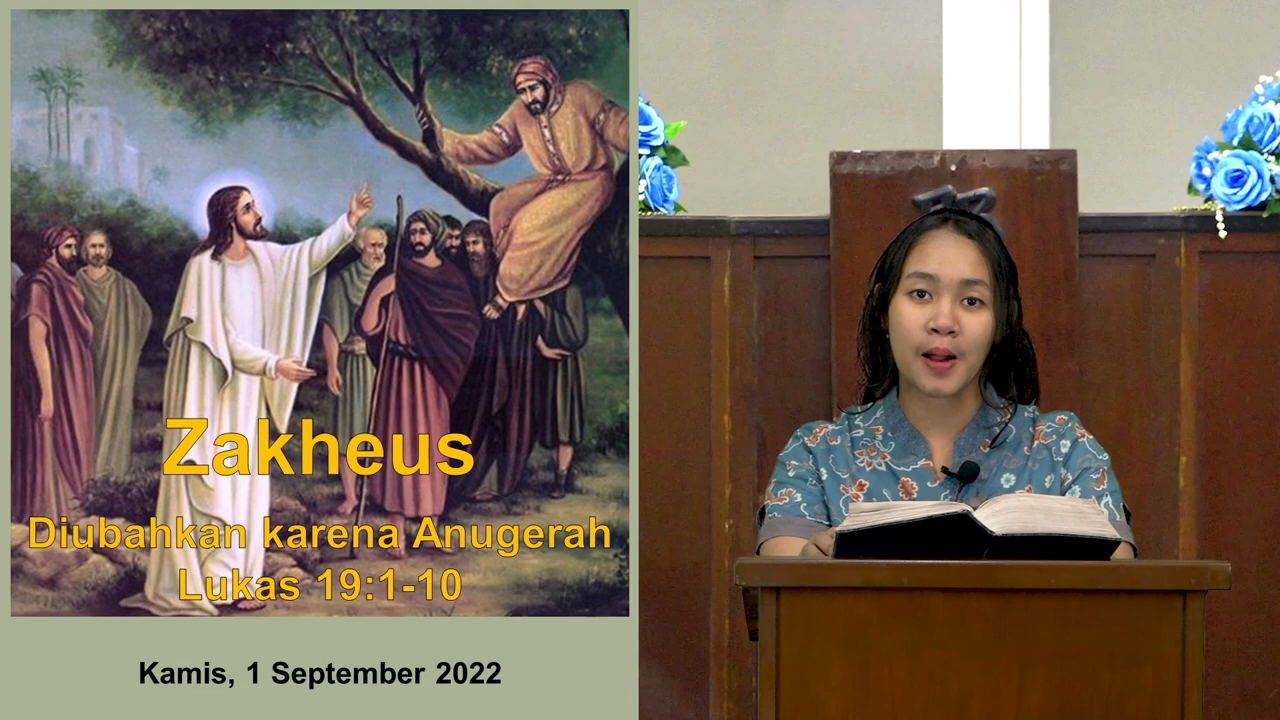 Zakheus
Diubahkan karena Anugerah
Lukas 19:1-10
Kamis, 1 September 2022